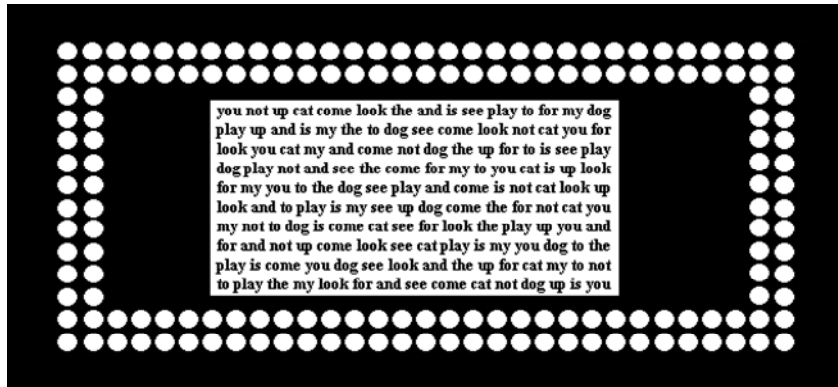 you not up cat come look the and is see play to for my dog
play up and is my the to dog see come look not cat you for
look you cat my and come not dog the up for to is see play
dog play not and see the come for my to you cat is up look
for my you to the dog see play and come is not cat look up
look and to play is my see up dog come the for not cat you
my not to dog is come cat see for look the play up you and
for and not up come look see cat play is my you dog to the
play is come you dog see look and the up for cat my to not
to play the my look for and see come cat not dog up is you